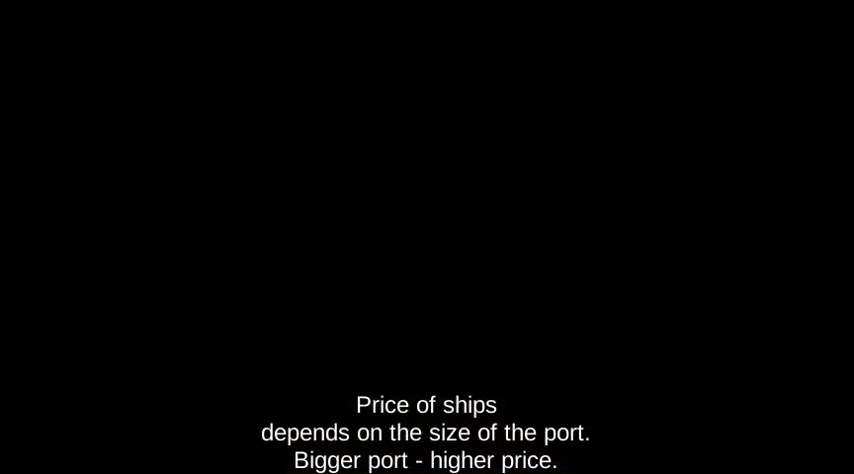 Price of ships
depends on the size of the port.
Bigger port - higher price.